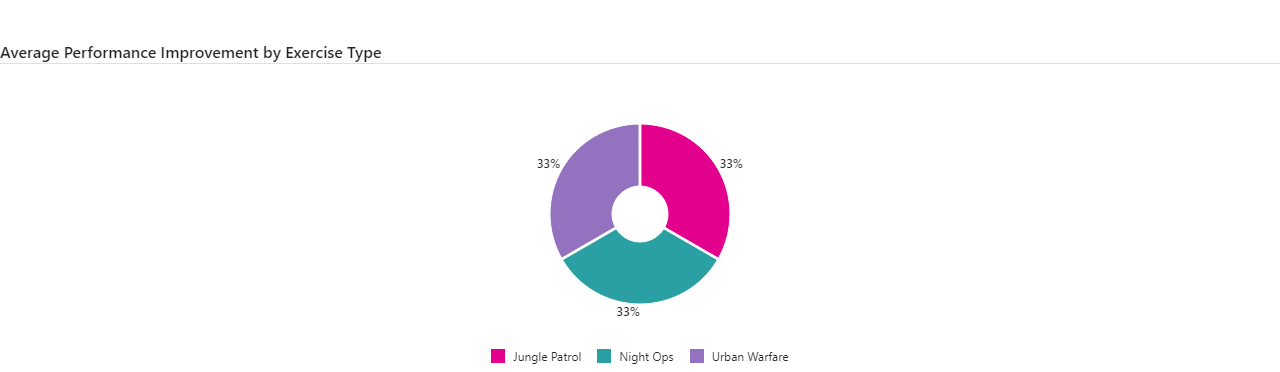 Average Performance Improvement by Exercise Type
33% 33%
33%
Jungle Patrol Night Ops Urban Warfare